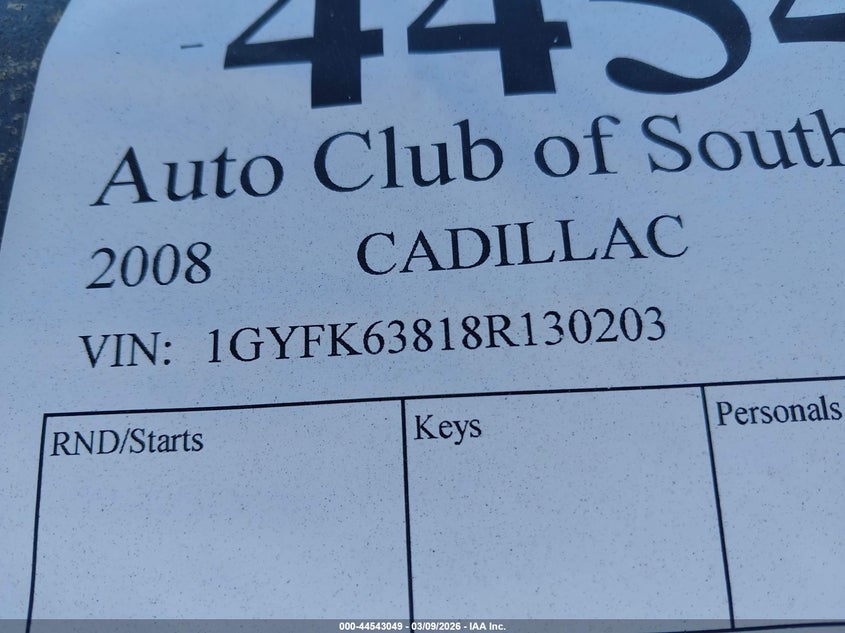 Auto Club of South
2008 CADILLAC
VIN: 1GYFK63818R130203
RND/Starts Keys Personals
000-44543049 - 03/09/2026 - IAA Inc.